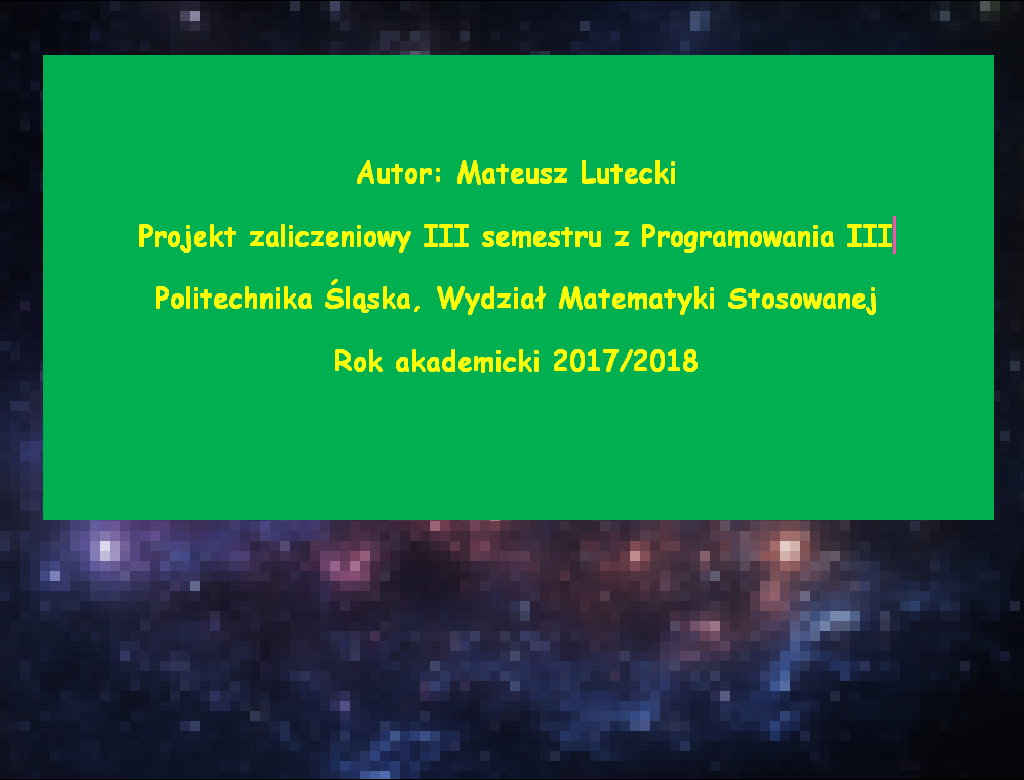 Autor: Mateusz Lutecki
Projekt zaliczeniowy III semestru z Programowania III
Politechnika Śląska, Wydział Matematyki Stosowanej
Rok akademicki 2017/2018